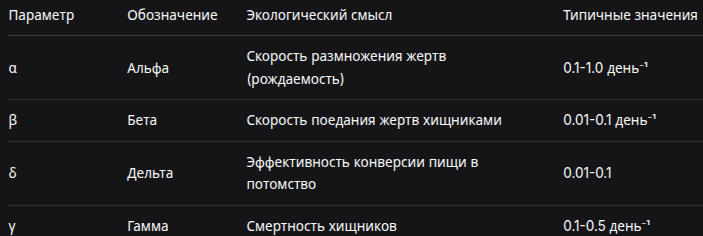 Параметр Обозначение Экологический смысл Типичные значения
α Альфа Скорость размножения жертв (рождаемость) 0.1-1.0 день⁻¹
β Бета Скорость поедания жертв хищниками 0.01-0.1 день⁻¹
δ Дельта Эффективность конверсии пищи в потомство 0.01-0.1
γ Гамма Смертность хищников 0.1-0.5 день⁻¹